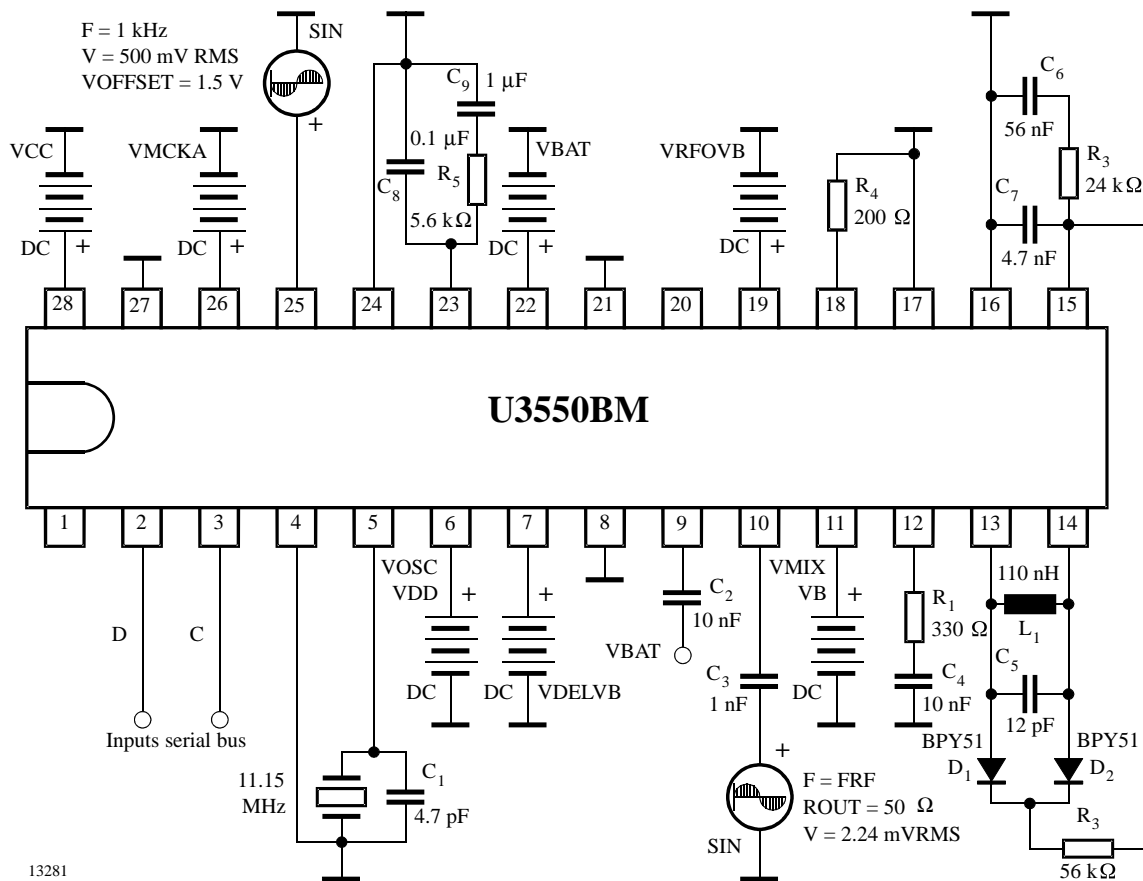 F = 1 kHz
V = 500 mV RMS
VOFFSET = 1.5 V
SIN
+
C9
1 µF
0.1 µF
C8
R5
5.6 kΩ
C6
56 nF
R3
24 kΩ
C7
4.7 nF
VCC
DC
+
VMCKA
DC
+
VBAT
DC
+
VRFOVB
DC
+
R4
200 Ω
28
27
26
25
24
23
22
21
20
19
18
17
16
15
U3550BM
1
2
3
4
5
6
7
8
9
10
11
12
13
14
D
C
Inputs serial bus
VOSC
VDD
+
DC
+
DC
VDELVB
C2
10 nF
VBAT
C3
1 nF
VMIX
VB
+
DC
R1
330 Ω
C4
10 nF
110 nH
L1
C5
12 pF
BPY51
D1
BPY51
D2
11.15
MHz
C1
4.7 pF
+
F = FRF
ROUT = 50 Ω
V = 2.24 mVRMS
SIN
R3
56 kΩ
13281